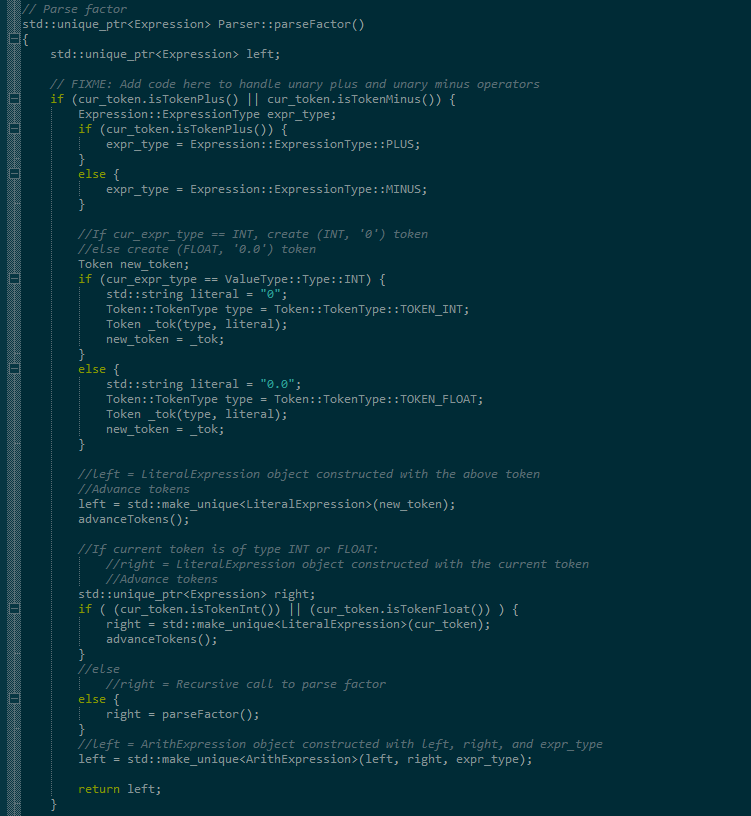 // Parse factor
std::unique_ptr<Expression> Parser::parseFactor()
{
    std::unique_ptr<Expression> left;

    // FIXME: Add code here to handle unary plus and unary minus operators
    if (cur_token.isTokenPlus() || cur_token.isTokenMinus()) {
        Expression::ExpressionType expr_type;
        if (cur_token.isTokenPlus()) {
            expr_type = Expression::ExpressionType::PLUS;
        }
        else {
            expr_type = Expression::ExpressionType::MINUS;
        }

        //If cur_expr_type == INT, create (INT, '0') token
        //else create (FLOAT, '0.0') token
        Token new_token;
        if (cur_expr_type == ValueType::Type::INT) {
            std::string literal = "0";
            Token::TokenType type = Token::TokenType::TOKEN_INT;
            Token _tok(type, literal);
            new_token = _tok;
        }
        else {
            std::string literal = "0.0";
            Token::TokenType type = Token::TokenType::TOKEN_FLOAT;
            Token _tok(type, literal);
            new_token = _tok;
        }

        //left = LiteralExpression object constructed with the above token
        //Advance tokens
        left = std::make_unique<LiteralExpression>(new_token);
        advanceTokens();

        //If current token is of type INT or FLOAT:
            //right = LiteralExpression object constructed with the current token
            //Advance tokens
        std::unique_ptr<Expression> right;
        if ( (cur_token.isTokenInt()) || (cur_token.isTokenFloat()) ) {
            right = std::make_unique<LiteralExpression>(cur_token);
            advanceTokens();
        }
        //else
            //right = Recursive call to parse factor
        else {
            right = parseFactor();
        }
        //left = ArithExpression object constructed with left, right, and expr_type
        left = std::make_unique<ArithExpression>(left, right, expr_type);

        return left;
    }